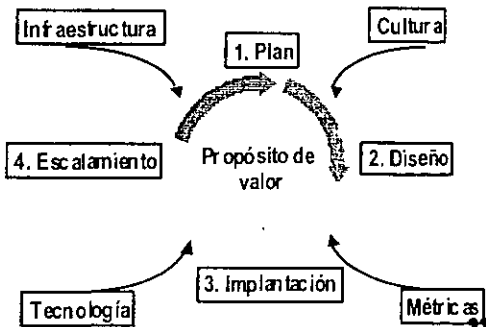 Infraestructura
Cultura
1. Plan
4. Escalamiento
Propósito de
valor
2. Diseño
3. Implantación
Tecnología
Métricas